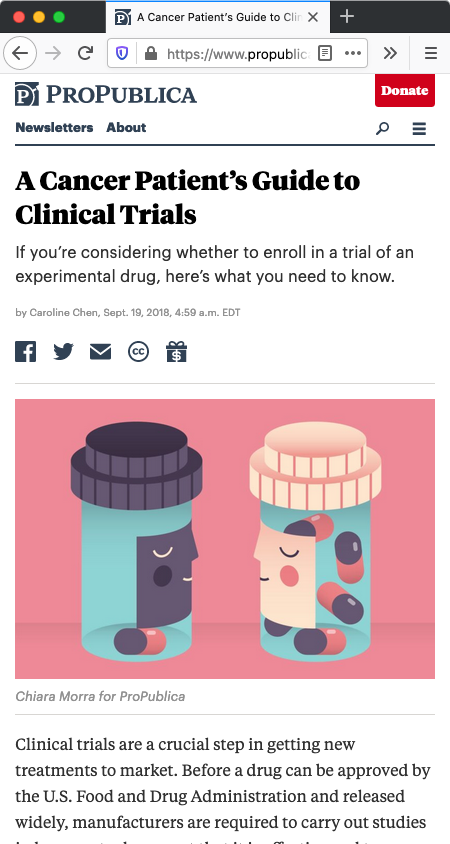 A Cancer Patient's Guide to Clin
https://www.propublic
PROPUBLICA
Donate
Newsletters About
A Cancer Patient's Guide to
Clinical Trials
If you're considering whether to enroll in a trial of an
experimental drug, here's what you need to know.
by Caroline Chen, Sept. 19, 2018, 4:59 a.m. EDT
cc
Chiara Morra for ProPublica
Clinical trials are a crucial step in getting new
treatments to market. Before a drug can be approved by
the U.S. Food and Drug Administration and released
widely, manufacturers are required to carry out studies